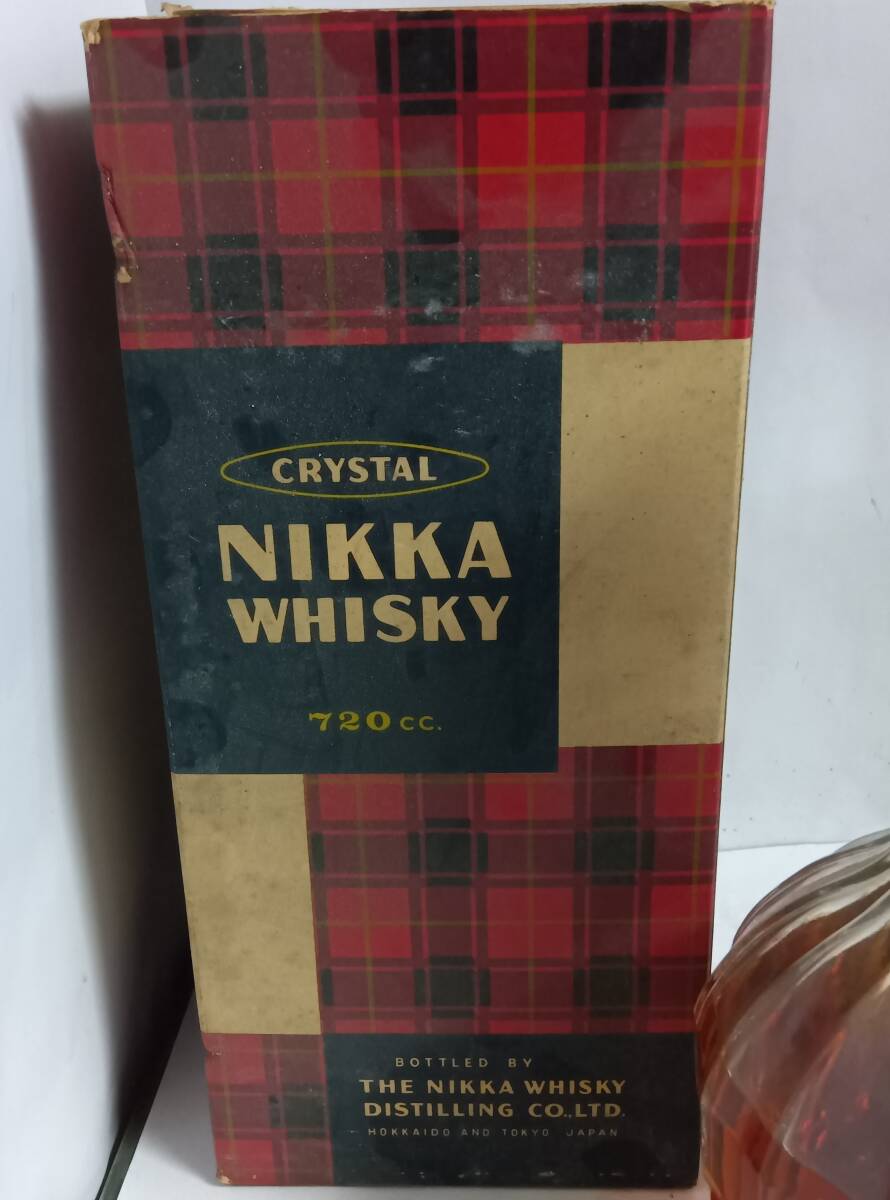 CRYSTAL
NIKKA
WHISKY
720 CC.
BOTTLED BY
THE NIKKA WHISKY
DISTILLING CO.,LTD.
HOKKAIDO AND TOKYO JAPAN